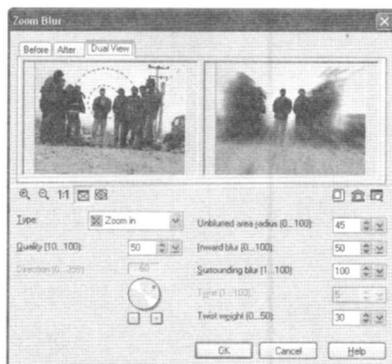 Zoom Blur
Before After Dual View
1:1
Type: Zoom in
Quality [10...100]: 50
Direction [0...359]: 60
Unblurred area radius [0...100]: 45
Inward blur [0...100]: 50
Surrounding blur [1...100]: 100
5
Twist weight [0...50]: 30
OK Cancel Help